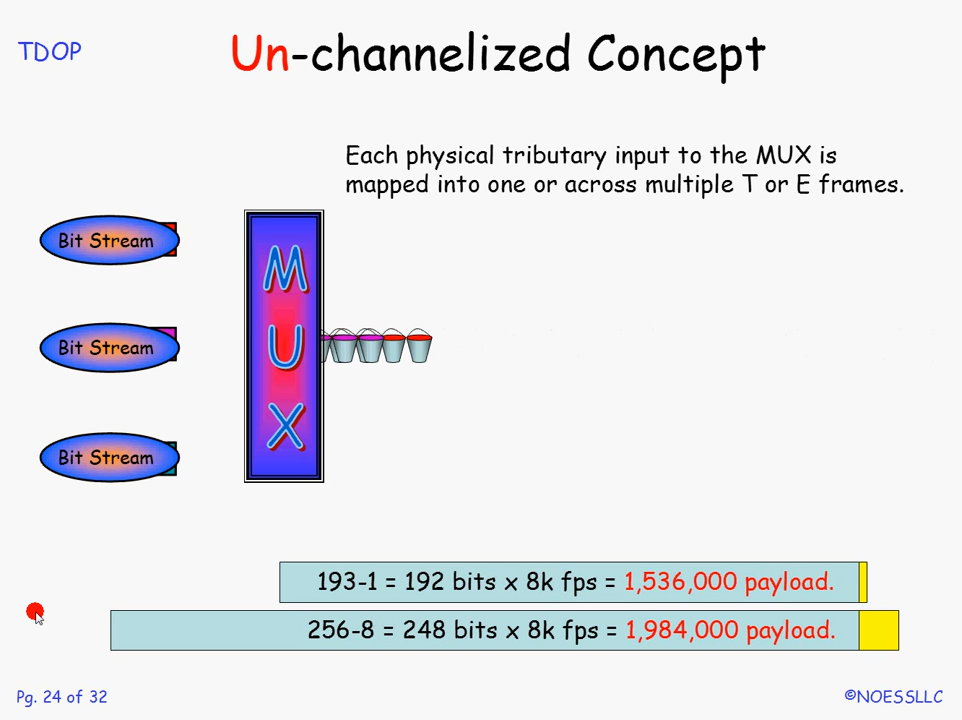 TDOP
Un-channelized Concept
Each physical tributary input to the MUX is
mapped into one or across multiple T or E frames.
Bit Stream
Bit Stream
Bit Stream
M
U
X
193-1 = 192 bits x 8k fps = 1,536,000 payload.
256-8 = 248 bits x 8k fps = 1,984,000 payload.
Pg. 24 of 32
©NOESSLLC